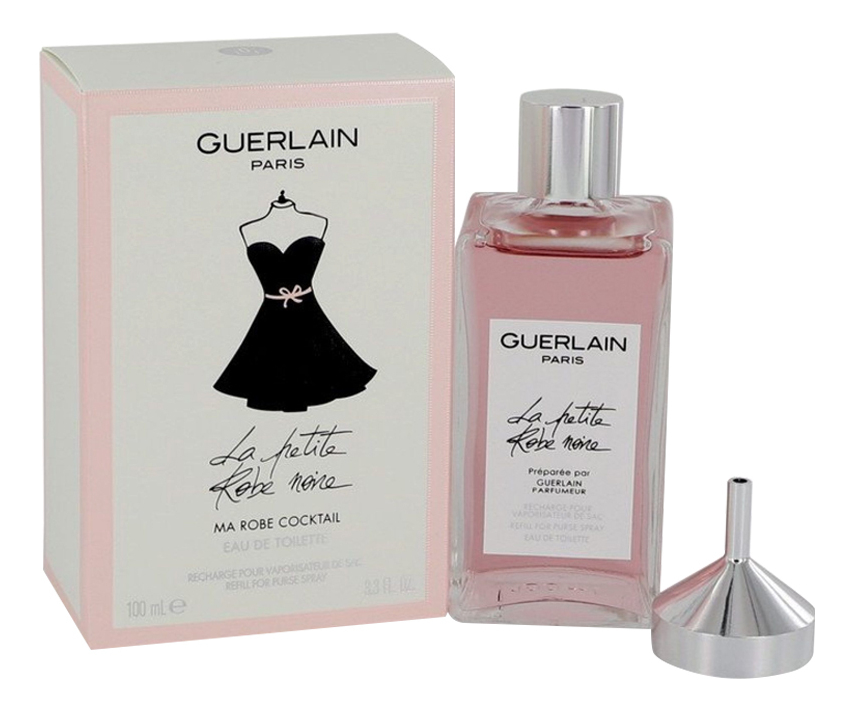 GUERLAIN
PARIS
La petite
Robe noire
MA ROBE COCKTAIL
EAU DE TOILETTE
RECHARGE POUR VAPORISATEUR DE SAC
REFILL FOR PURSE SPRAY
100 mL e
3.3 FL. OZ.
GUERLAIN
PARIS
La petite
Robe noire
Préparée par
GUERLAIN
PARFUMEUR
RECHARGE POUR
VAPORISATEUR DE SAC
REFILL FOR PURSE SPRAY
EAU DE TOILETTE
100 mL